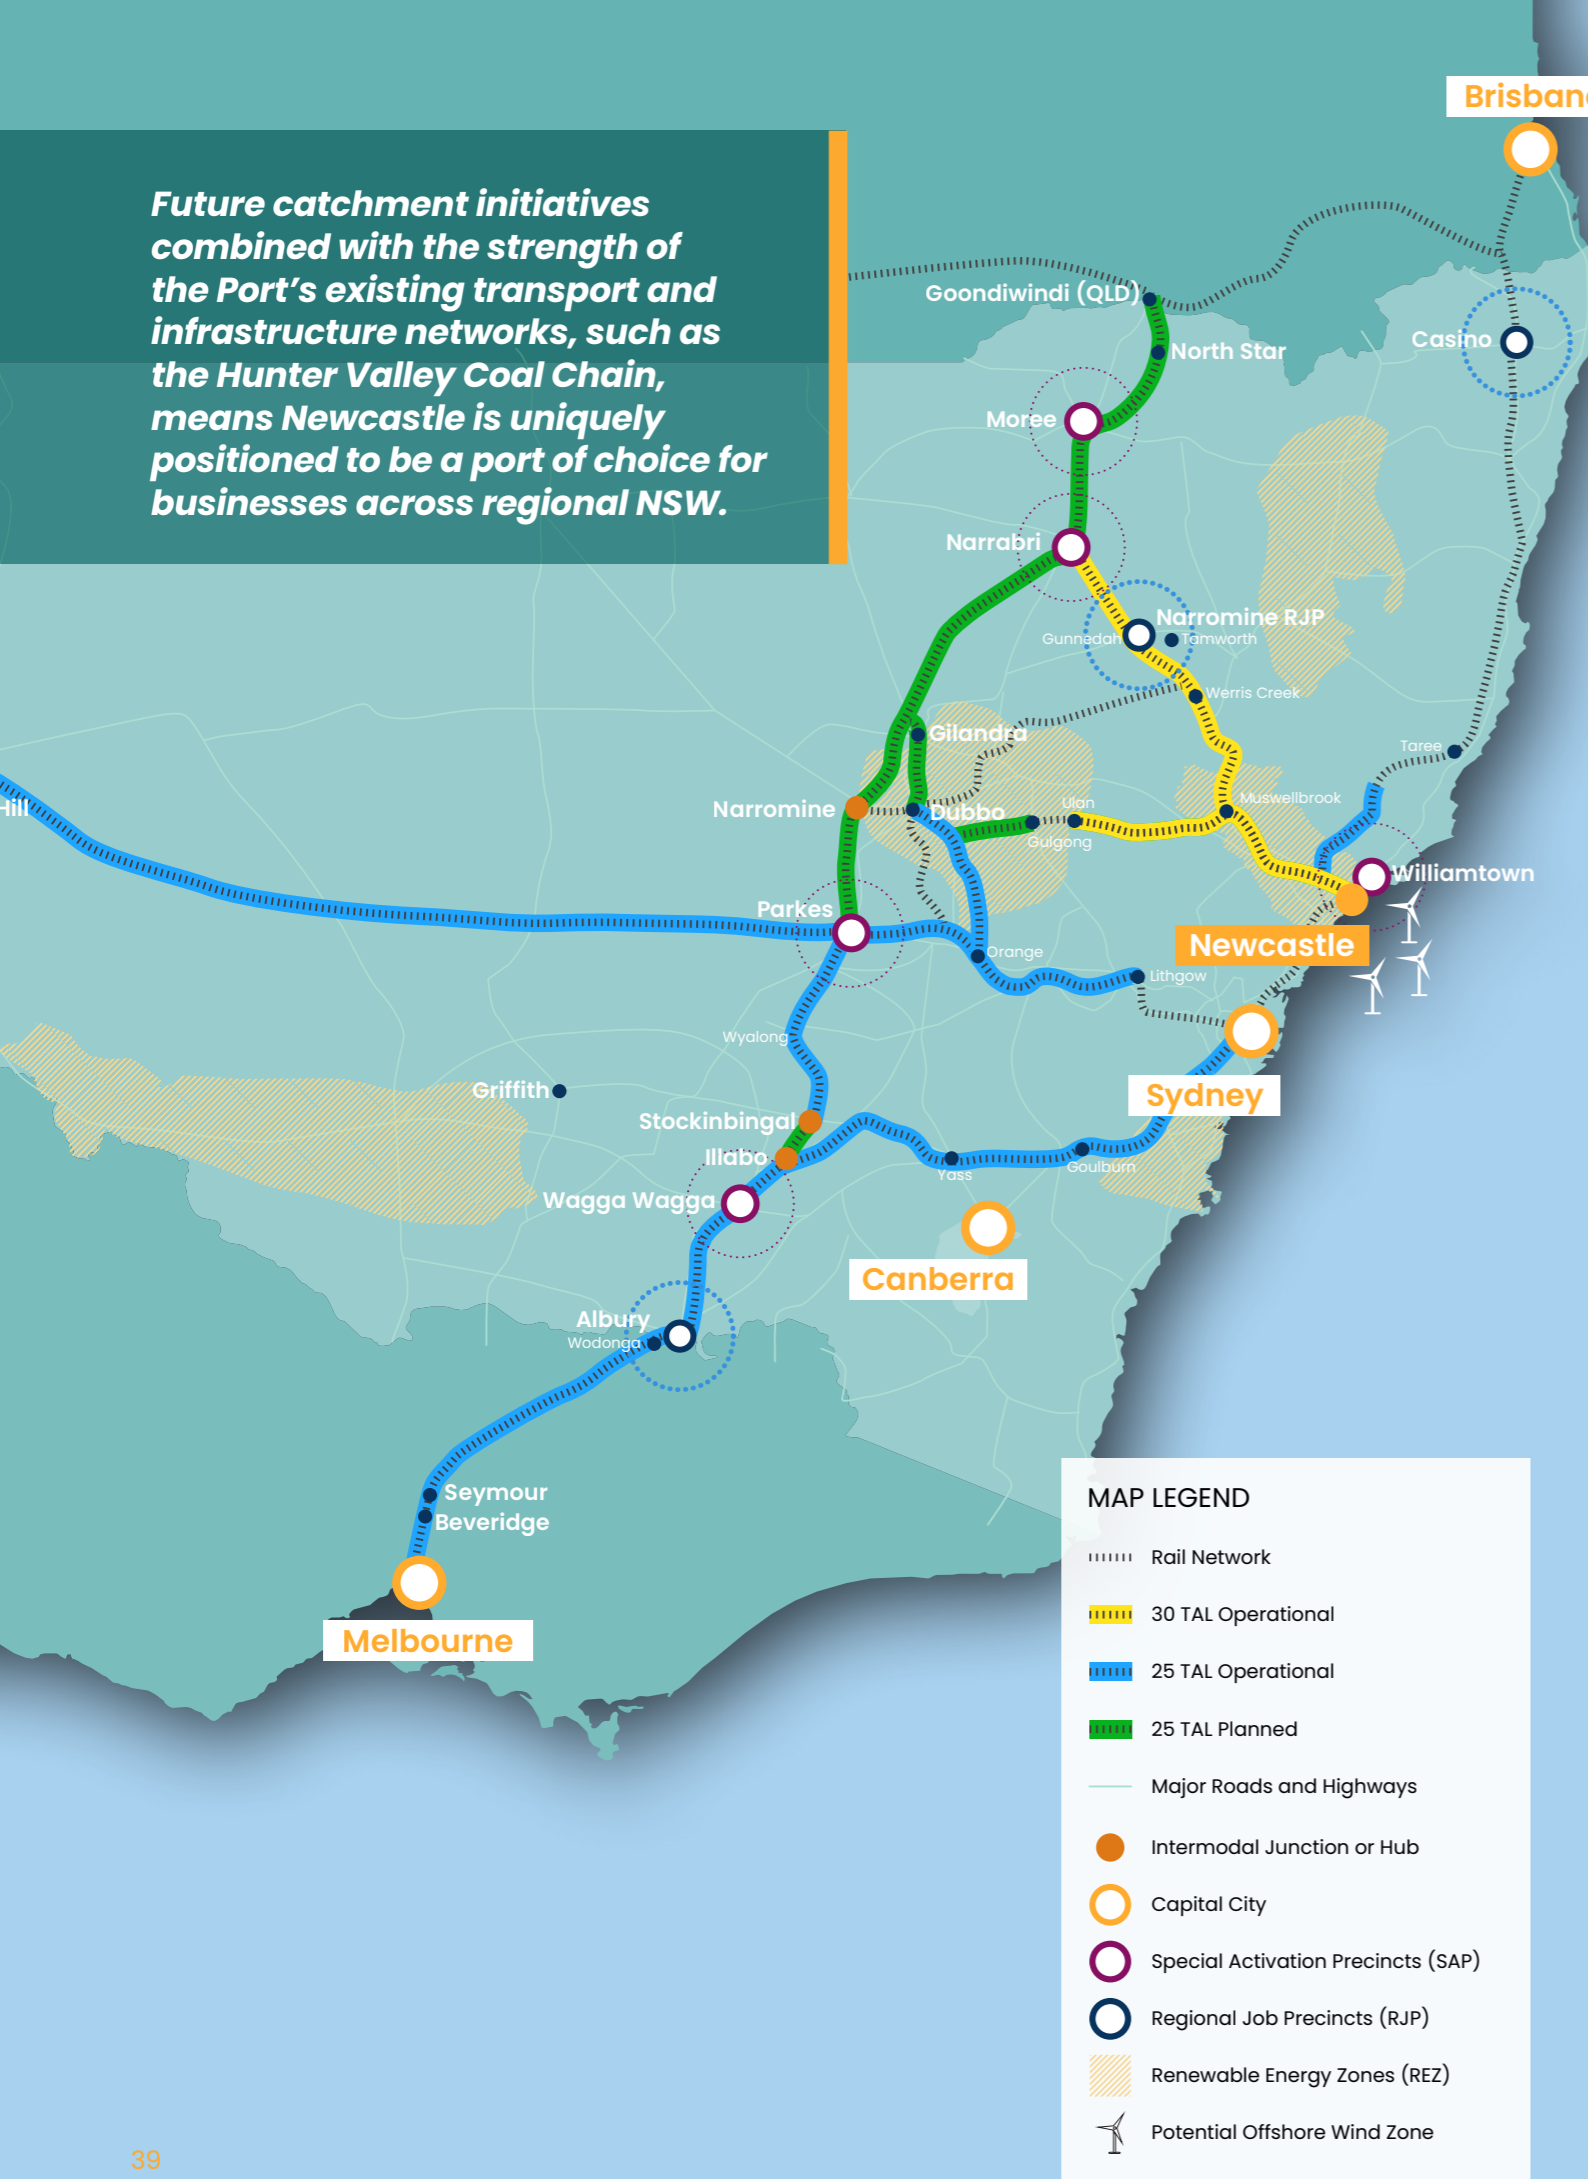 Brisban
Future catchment initiatives
combined with the strength of
the Port's existing transport and
infrastructure networks, such as
the Hunter Valley Coal Chain,
means Newcastle is uniquely
positioned to be a port of choice for
businesses across regional NSW.
Goondiwindi (QLD)
North Star
Casino
Moree
Narrabri
Narromine RJP
Gunnedah
Tamworth
Werris Creek
Gilandra
Taree
Narromine
Dubbo
Ulan
Muswellbrook
Hill
Gulgong
Williamtown
Parkes
Newcastle
Orange
Lithgow
Wyalong
Griffith
Sydney
Stockinbingal
Illabo
Yass
Goulburn
Wagga Wagga
Canberra
Albury
Wodonga
Seymour
Beveridge
Melbourne
MAP LEGEND
Rail Network
30 TAL Operational
25 TAL Operational
25 TAL Planned
Major Roads and Highways
Intermodal Junction or Hub
Capital City
Special Activation Precincts (SAP)
Regional Job Precincts (RJP)
Renewable Energy Zones (REZ)
Potential Offshore Wind Zone
39